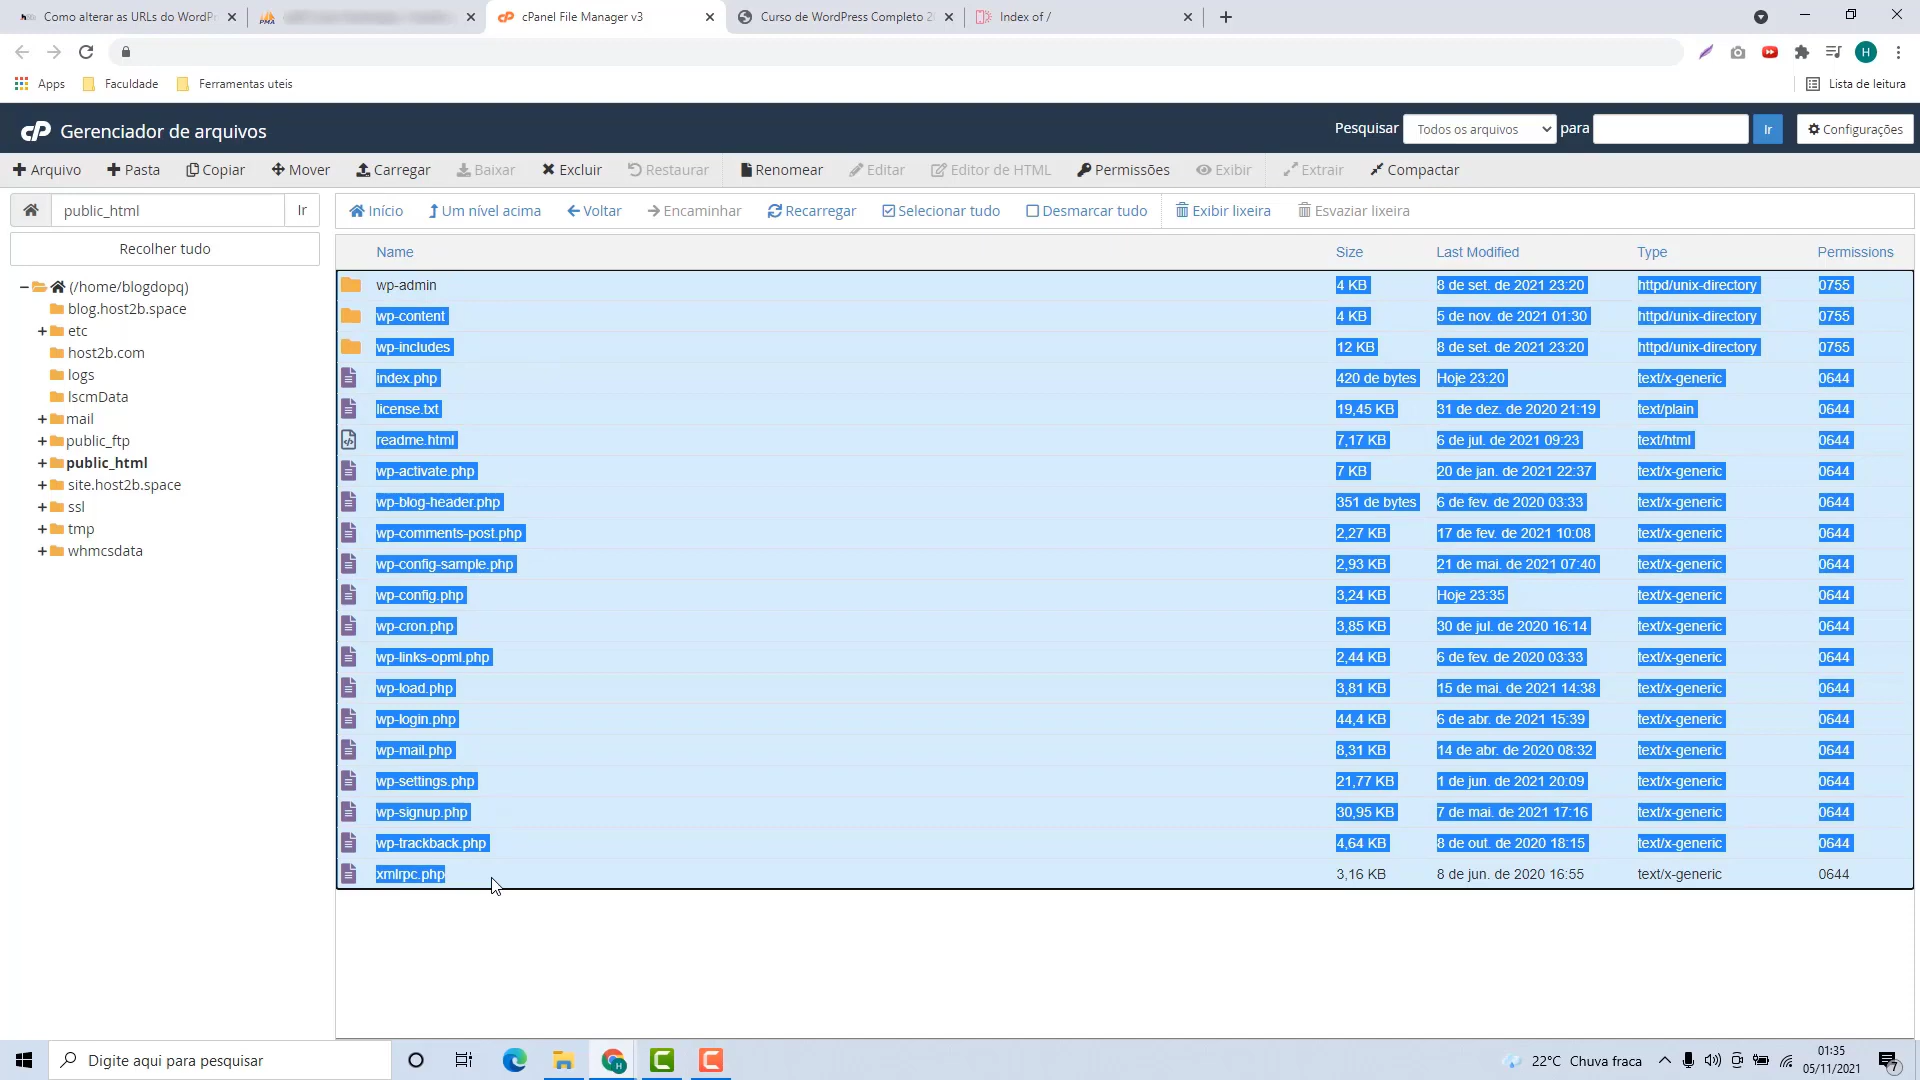 Como alterar as URLs do WordP
cPanel File Manager v3
Curso de WordPress Completo 2
Index of /
Apps
Faculdade
Ferramentas uteis
Lista de leitura
cP Gerenciador de arquivos
Pesquisar
Todos os arquivos
para
Ir
Configurações
Arquivo
Pasta
Copiar
Mover
Carregar
Baixar
Excluir
Restaurar
Renomear
Editar
Editor de HTML
Permissões
Exibir
Extrair
Compactar
public_html
Ir
Início
Um nível acima
Voltar
Encaminhar
Recarregar
Selecionar tudo
Desmarcar tudo
Exibir lixeira
Esvaziar lixeira
Recolher tudo
(/home/blogdopq)
blog.host2b.space
etc
host2b.com
logs
lscmData
mail
public_ftp
public_html
site.host2b.space
ssl
tmp
whmcsdata
Name Size Last Modified Type Permissions
wp-admin 4 KB 8 de set. de 2021 23:20 httpd/unix-directory 0755
wp-content 4 KB 5 de nov. de 2021 01:30 httpd/unix-directory 0755
wp-includes 12 KB 8 de set. de 2021 23:20 httpd/unix-directory 0755
index.php 420 de bytes Hoje 23:20 text/x-generic 0644
license.txt 19,45 KB 31 de dez. de 2020 21:19 text/plain 0644
readme.html 7,17 KB 6 de jul. de 2021 09:23 text/html 0644
wp-activate.php 7 KB 20 de jan. de 2021 22:37 text/x-generic 0644
wp-blog-header.php 351 de bytes 6 de fev. de 2020 03:33 text/x-generic 0644
wp-comments-post.php 2,27 KB 17 de fev. de 2021 10:08 text/x-generic 0644
wp-config-sample.php 2,93 KB 21 de mai. de 2021 07:40 text/x-generic 0644
wp-config.php 3,24 KB Hoje 23:35 text/x-generic 0644
wp-cron.php 3,85 KB 30 de jul. de 2020 16:14 text/x-generic 0644
wp-links-opml.php 2,44 KB 6 de fev. de 2020 03:33 text/x-generic 0644
wp-load.php 3,81 KB 15 de mai. de 2021 14:38 text/x-generic 0644
wp-login.php 44,4 KB 6 de abr. de 2021 15:39 text/x-generic 0644
wp-mail.php 8,31 KB 14 de abr. de 2020 08:32 text/x-generic 0644
wp-settings.php 21,77 KB 1 de jun. de 2021 20:09 text/x-generic 0644
wp-signup.php 30,95 KB 7 de mai. de 2021 17:16 text/x-generic 0644
wp-trackback.php 4,64 KB 8 de out. de 2020 18:15 text/x-generic 0644
xmlrpc.php 3,16 KB 8 de jun. de 2020 16:55 text/x-generic 0644
Digite aqui para pesquisar
22°C Chuva fraca
01:35
05/11/2021
7